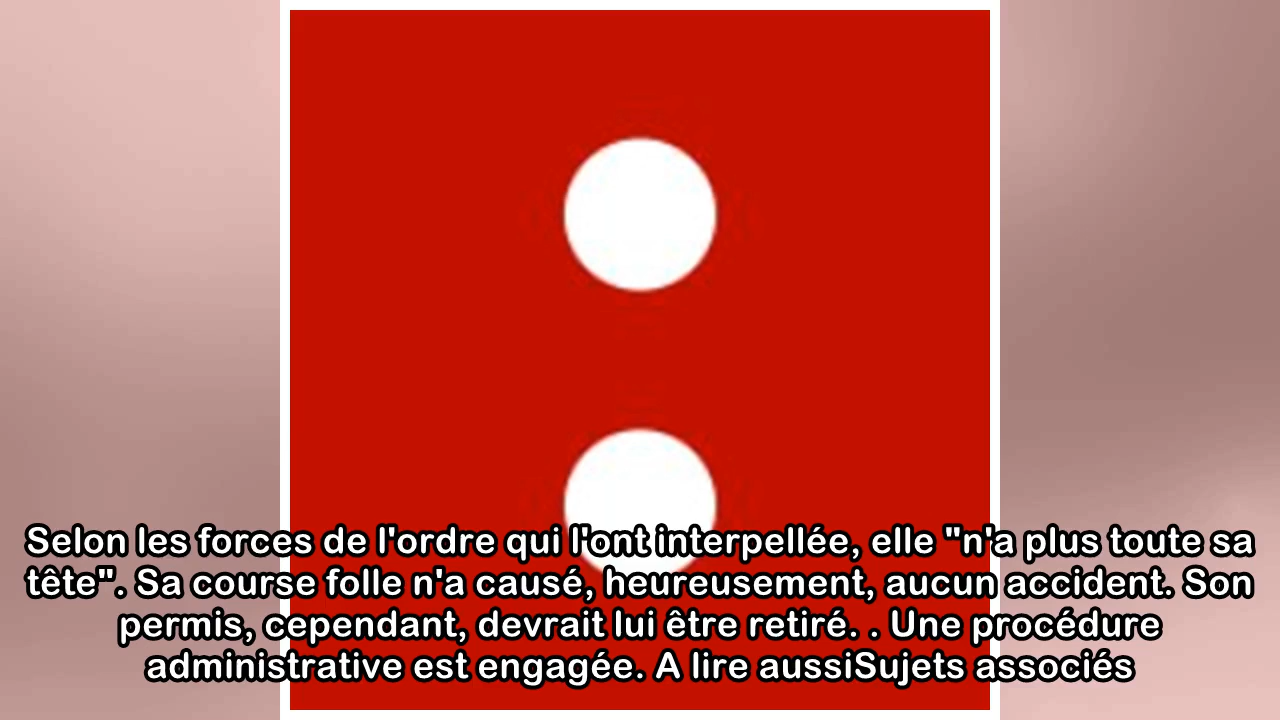 Selon les forces de l'ordre qui l'ont interpellée, elle "n'a plus toute sa
tête". Sa course folle n'a causé, heureusement, aucun accident. Son
permis, cependant, devrait lui être retiré. . Une procédure
administrative est engagée. A lire aussiSujets associés